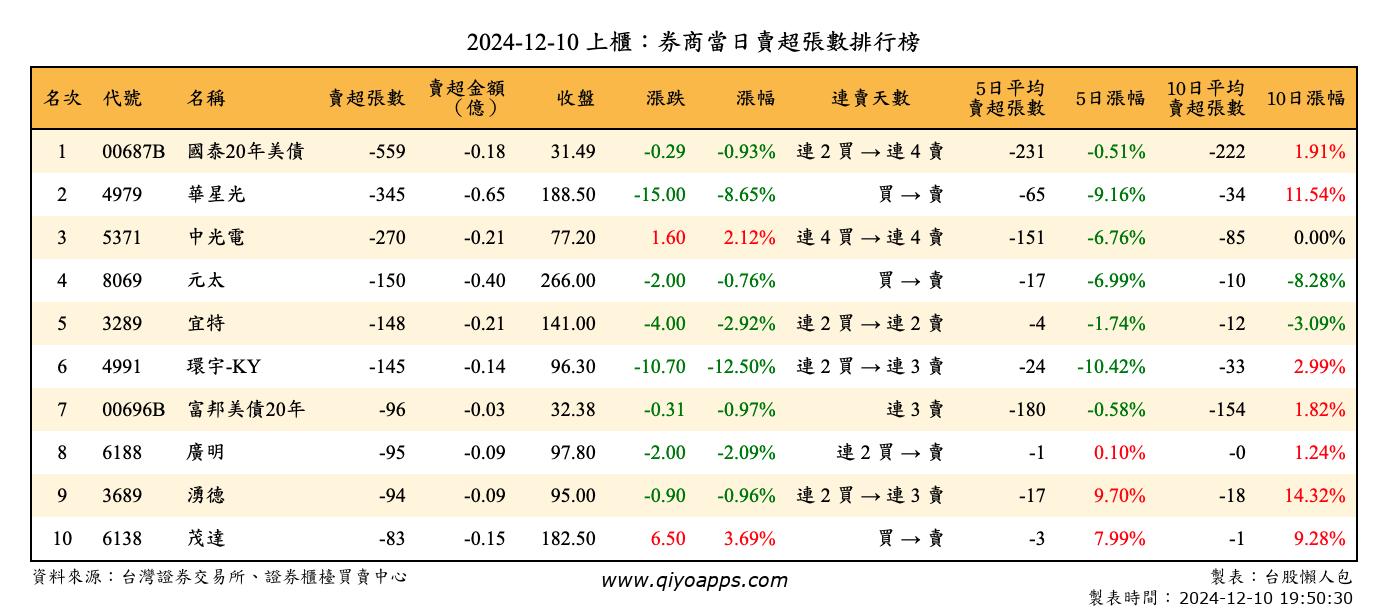 2024-12-10 上櫃：券商當日賣超張數排行榜
名次 代號 名稱 賣超張數 賣超金額（億） 收盤 漲跌 漲幅 連賣天數 5日平均賣超張數 5日漲幅 10日平均賣超張數 10日漲幅
1 00687B 國泰20年美債 -559 -0.18 31.49 -0.29 -0.93% 連 2 買 → 連 4 賣 -231 -0.51% -222 1.91%
2 4979 華星光 -345 -0.65 188.50 -15.00 -8.65% 買 → 賣 -65 -9.16% -34 11.54%
3 5371 中光電 -270 -0.21 77.20 1.60 2.12% 連 4 買 → 連 4 賣 -151 -6.76% -85 0.00%
4 8069 元太 -150 -0.40 266.00 -2.00 -0.76% 買 → 賣 -17 -6.99% -10 -8.28%
5 3289 宜特 -148 -0.21 141.00 -4.00 -2.92% 連 2 買 → 連 2 賣 -4 -1.74% -12 -3.09%
6 4991 環宇-KY -145 -0.14 96.30 -10.70 -12.50% 連 2 買 → 連 3 賣 -24 -10.42% -33 2.99%
7 00696B 富邦美債20年 -96 -0.03 32.38 -0.31 -0.97% 連 3 賣 -180 -0.58% -154 1.82%
8 6188 廣明 -95 -0.09 97.80 -2.00 -2.09% 連 2 買 → 賣 -1 0.10% -0 1.24%
9 3689 湧德 -94 -0.09 95.00 -0.90 -0.96% 連 2 買 → 連 3 賣 -17 9.70% -18 14.32%
10 6138 茂達 -83 -0.15 182.50 6.50 3.69% 買 → 賣 -3 7.99% -1 9.28%
資料來源：台灣證券交易所、證券櫃檯買賣中心 www.qiyoapps.com 製表：台股懶人包
製表時間：2024-12-10 19:50:30